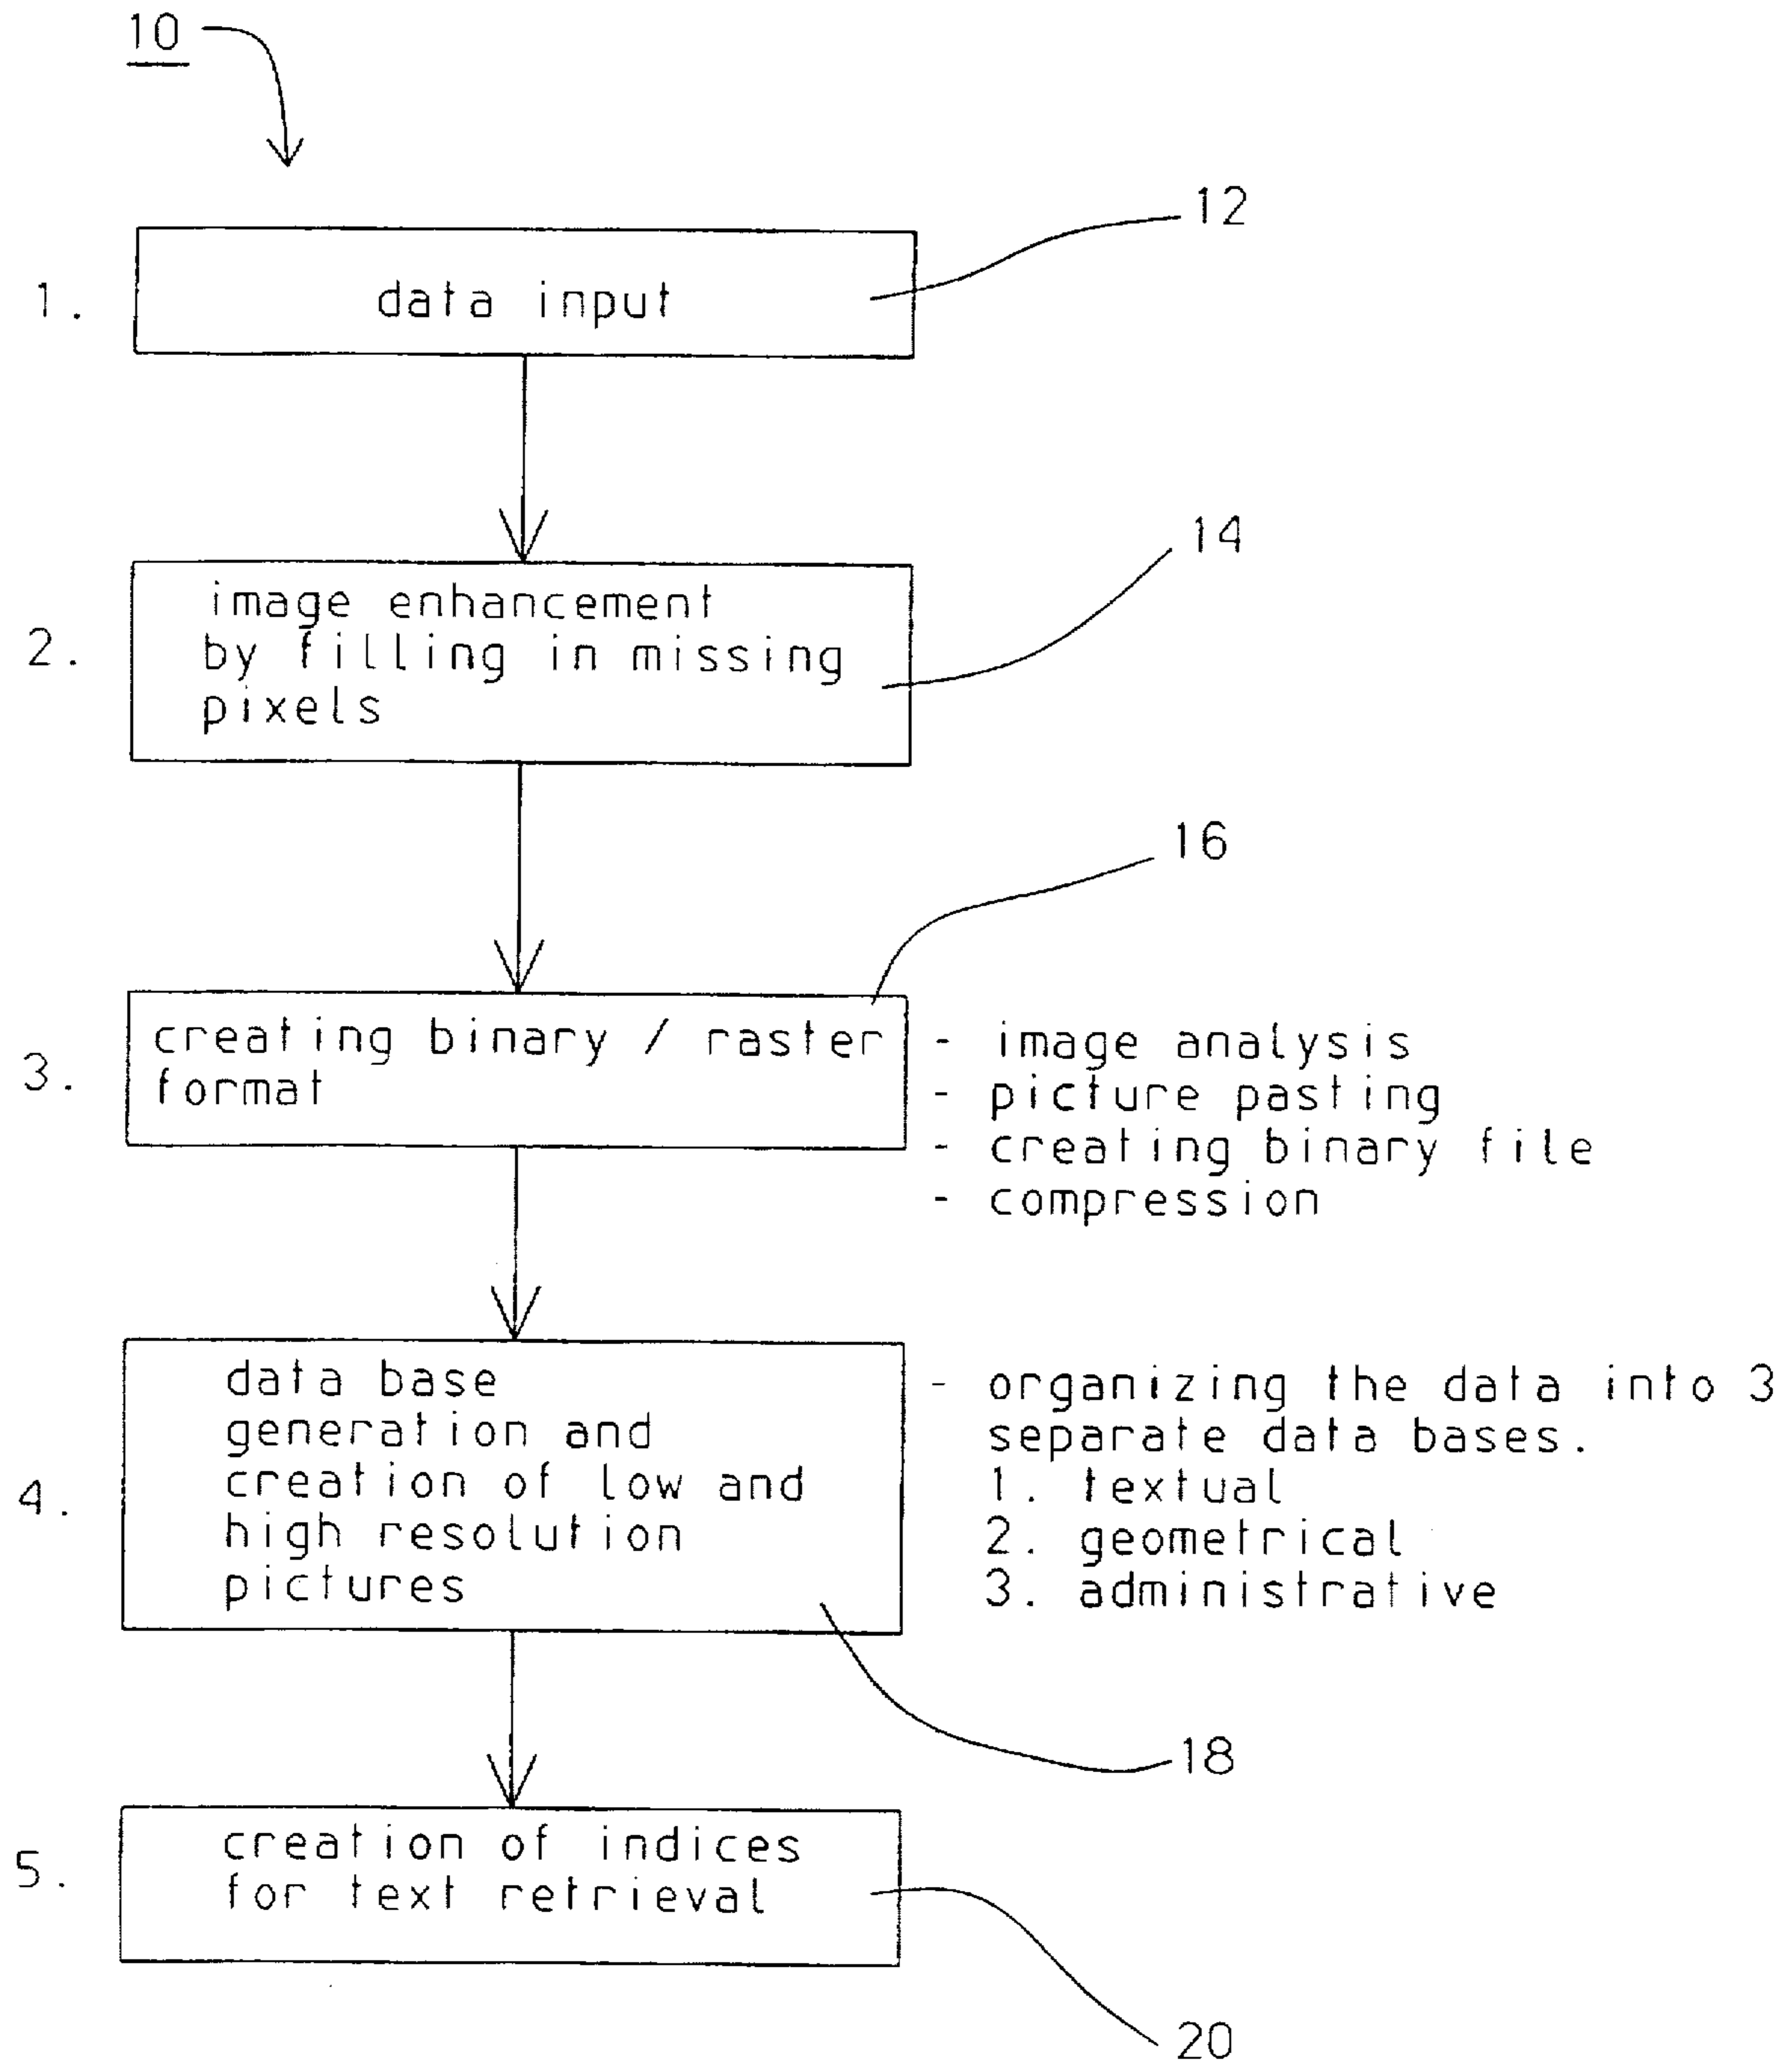 10
12
1. data input
14
image enhancement
2. by filling in missing
pixels
16
creating binary / raster
3. format
- image analysis
- picture pasting
- creating binary file
- compression
data base
generation and
4. creation of low and
high resolution
pictures
- organizing the data into 3
separate data bases.
1. textual
2. geometrical
3. administrative
18
creation of indices
5. for text retrieval
20